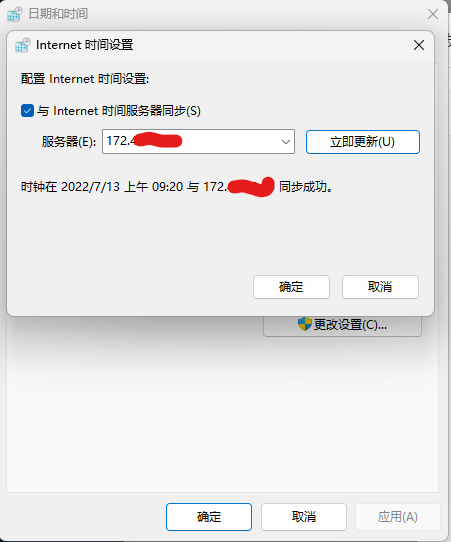 日期和时间
Internet 时间设置
配置 Internet 时间设置:
与 Internet 时间服务器同步(S)
服务器(E): 172. 立即更新(U)
时钟在 2022/7/13 上午 09:20 与 172. 同步成功。
确定 取消
更改设置(C)...
确定 取消 应用(A)